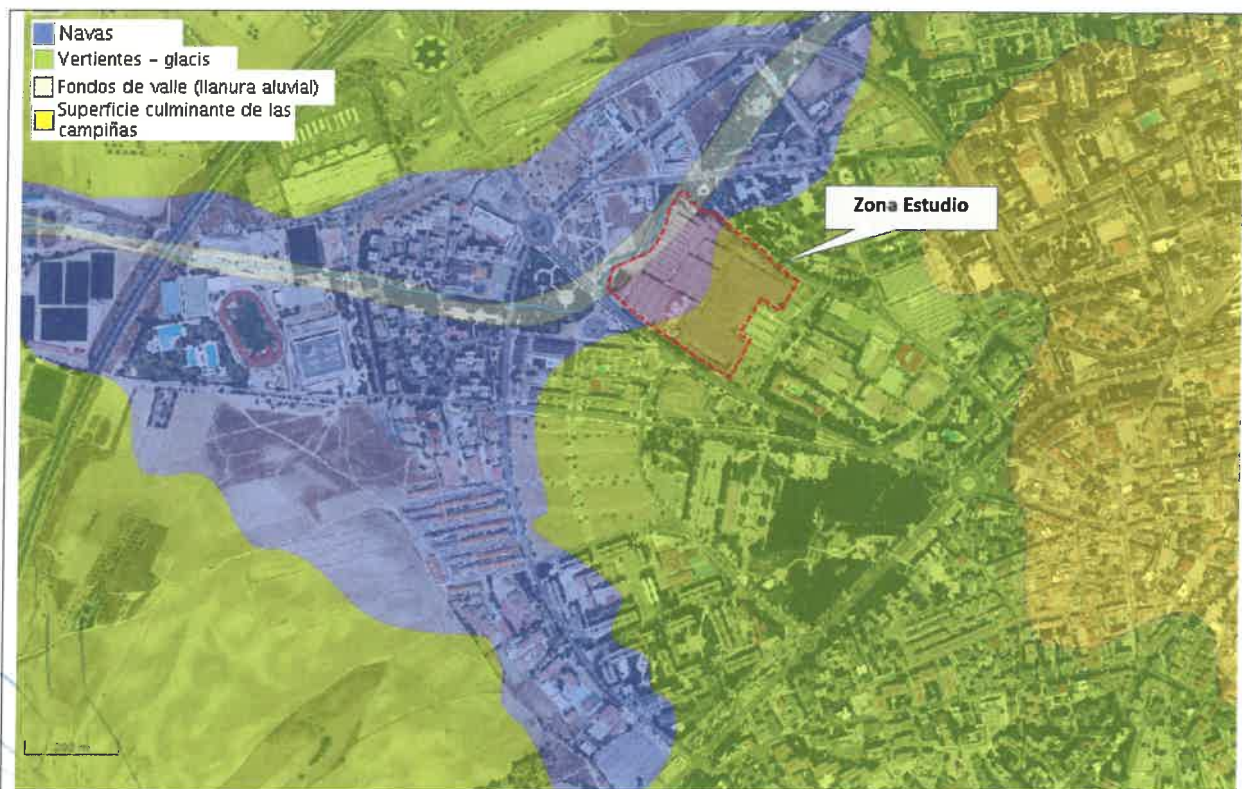 Navas
Vertientes – glacis
Fondos de valle (llanura aluvial)
Superficie culminante de las
campiñas
Zona Estudio